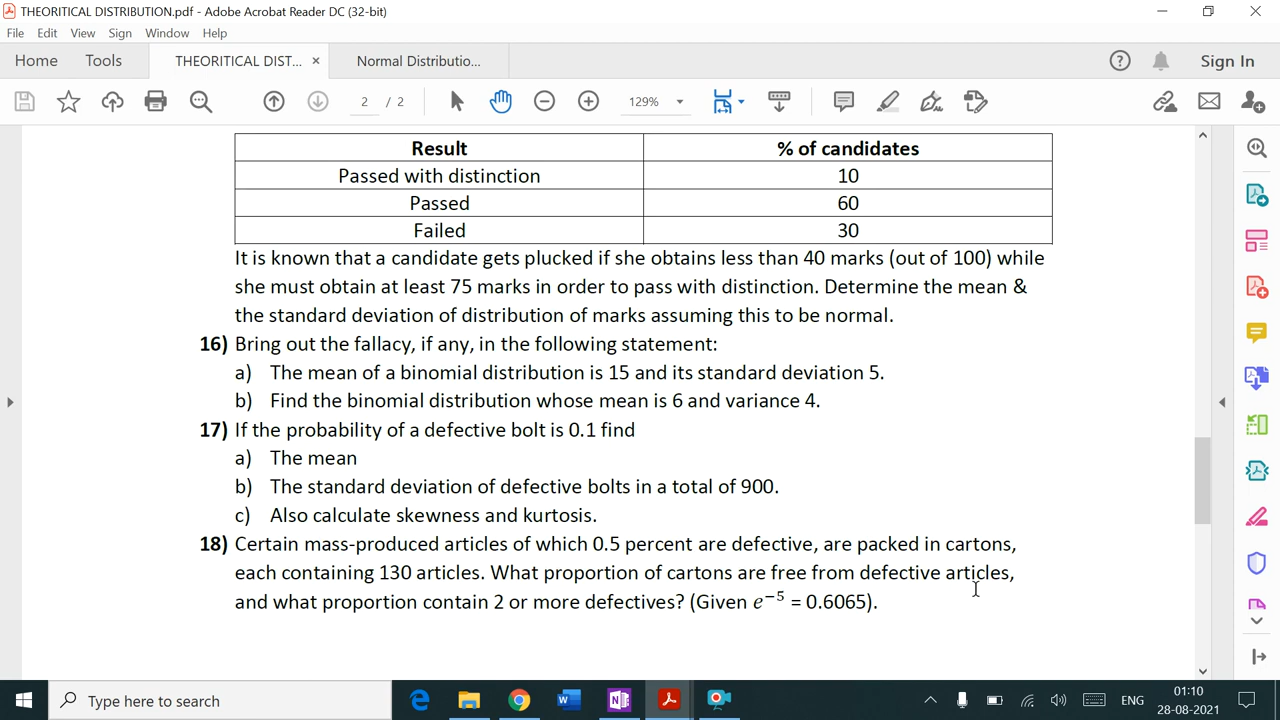 THEORITICAL DISTRIBUTION.pdf - Adobe Acrobat Reader DC (32-bit)
File Edit View Sign Window Help
Home Tools THEORITICAL DIST... × Normal Distributio... Sign In
2 / 2 129%
Result % of candidates
Passed with distinction 10
Passed 60
Failed 30
It is known that a candidate gets plucked if she obtains less than 40 marks (out of 100) while
she must obtain at least 75 marks in order to pass with distinction. Determine the mean &
the standard deviation of distribution of marks assuming this to be normal.
16) Bring out the fallacy, if any, in the following statement:
a) The mean of a binomial distribution is 15 and its standard deviation 5.
b) Find the binomial distribution whose mean is 6 and variance 4.
17) If the probability of a defective bolt is 0.1 find
a) The mean
b) The standard deviation of defective bolts in a total of 900.
c) Also calculate skewness and kurtosis.
18) Certain mass-produced articles of which 0.5 percent are defective, are packed in cartons,
each containing 130 articles. What proportion of cartons are free from defective articles,
and what proportion contain 2 or more defectives? (Given e⁻⁵ = 0.6065).
Type here to search ENG 01:10
28-08-2021